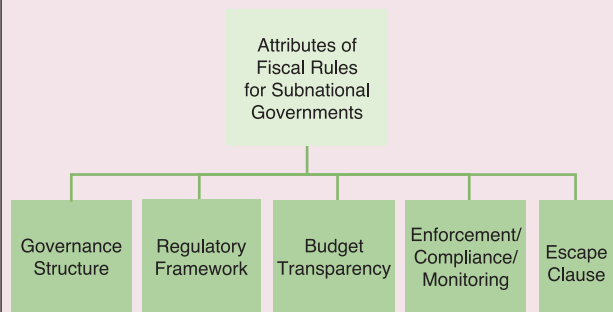 Attributes of
Fiscal Rules
for Subnational
Governments
Governance
Structure
Regulatory
Framework
Budget
Transparency
Enforcement/
Compliance/
Monitoring
Escape
Clause